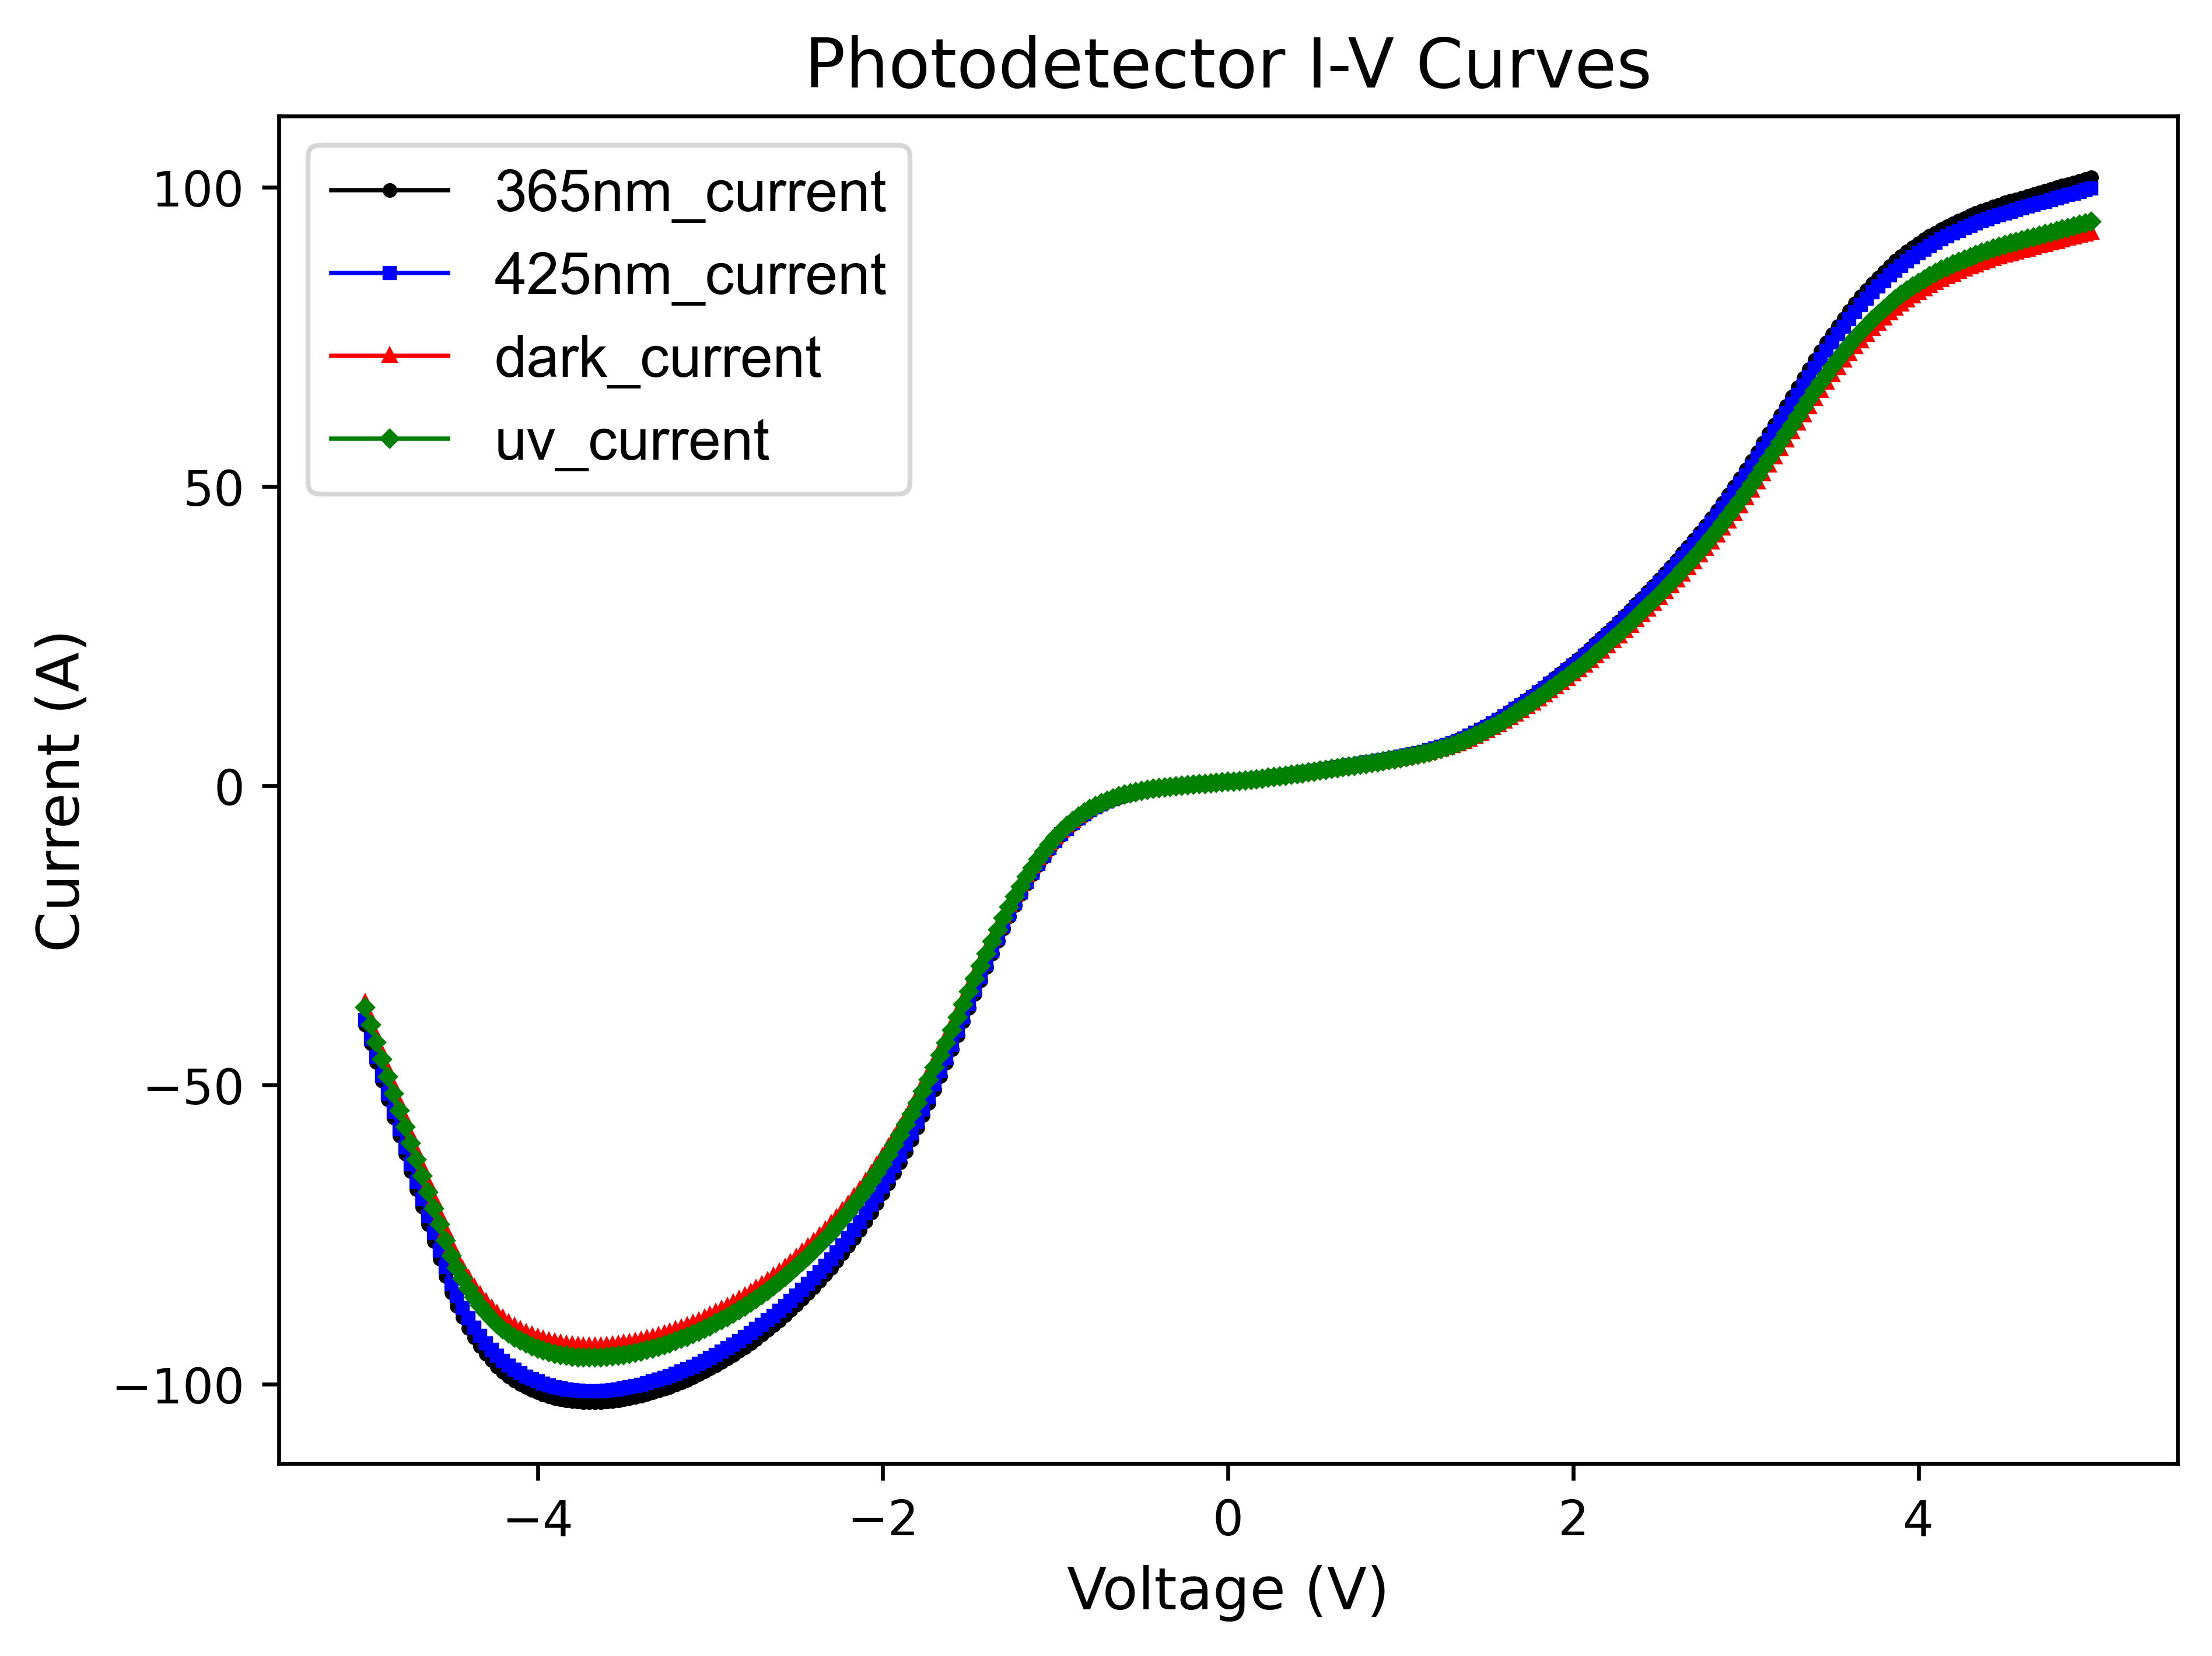 Photodetector I-V Curves
365nm_current
425nm_current
dark_current
uv_current
100
50
0
−50
−100
Current (A)
−4 −2 0 2 4
Voltage (V)